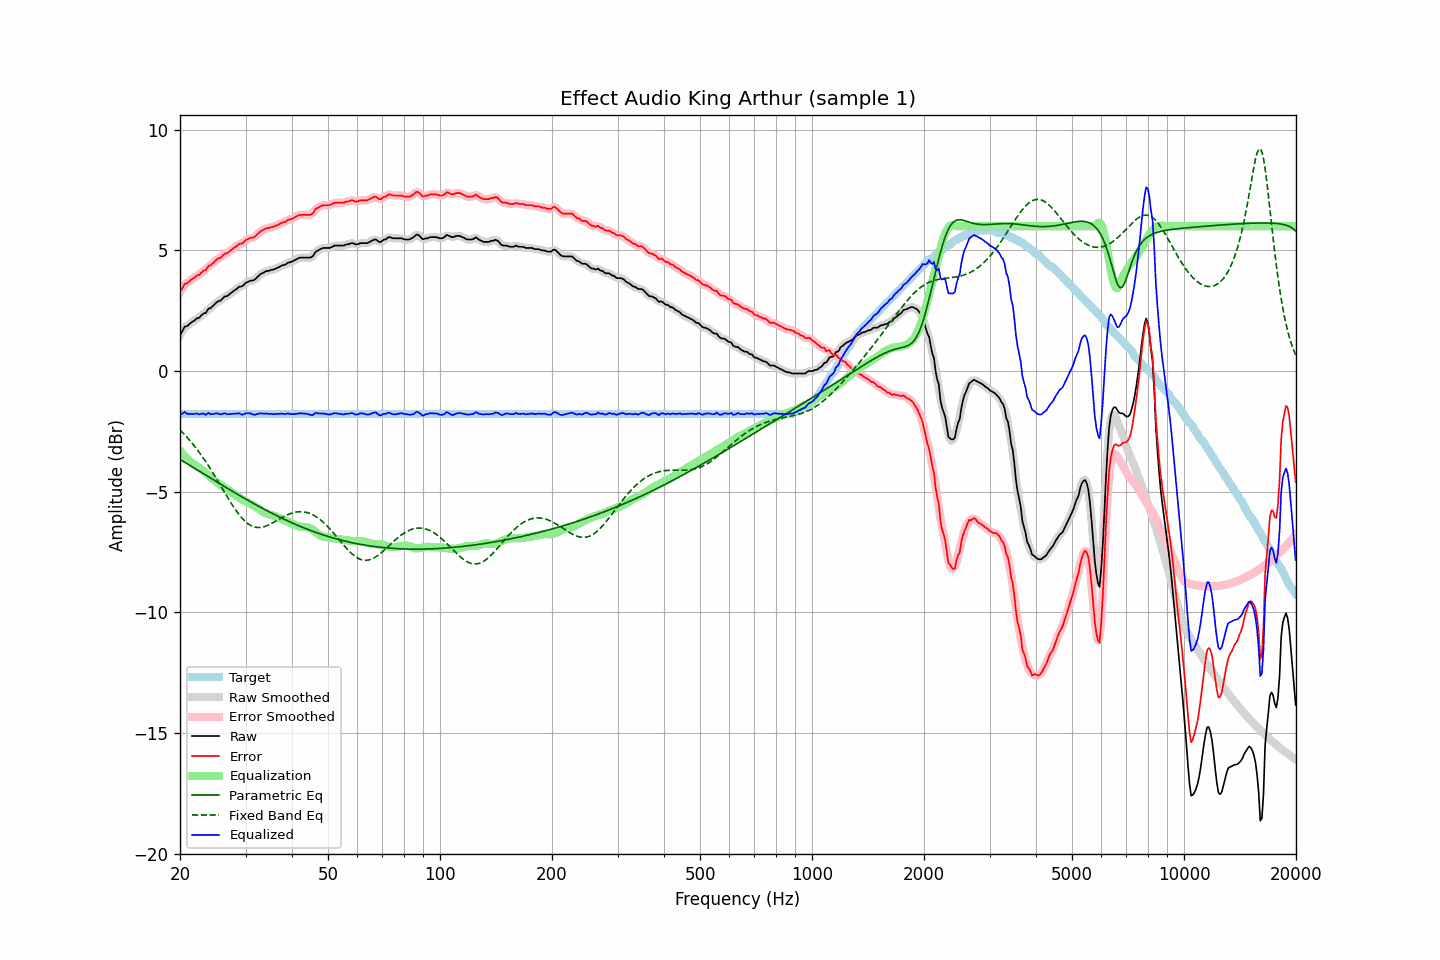 Effect Audio King Arthur (sample 1)
10
5
0
−5
−10
−15
−20
Amplitude (dBr)
Target
Raw Smoothed
Error Smoothed
Raw
Error
Equalization
Parametric Eq
Fixed Band Eq
Equalized
20 50 100 200 500 1000 2000 5000 10000 20000
Frequency (Hz)